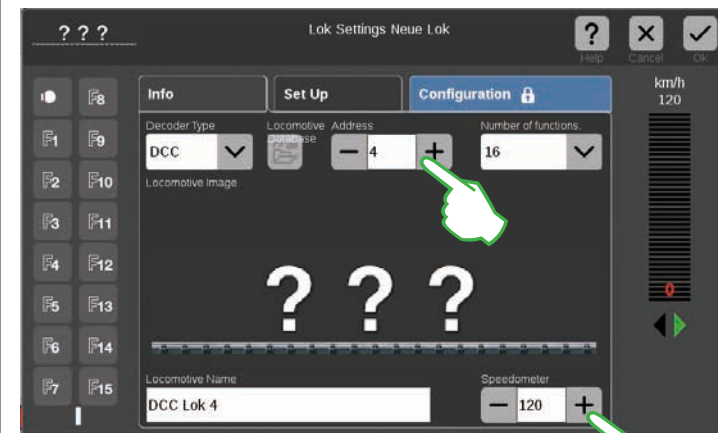 ? ? ?
Lok Settings Neue Lok
?
Help
Cancel
Ok
km/h
120
F8
F1 F9
F2 F10
F3 F11
F4 F12
F5 F13
F6 F14
F7 F15
Info
Set Up
Configuration
Decoder Type
Locomotive Database
Address
Number of functions.
DCC
4
16
Locomotive Image
? ? ?
0
Locomotive Name
Speedometer
DCC Lok 4
120